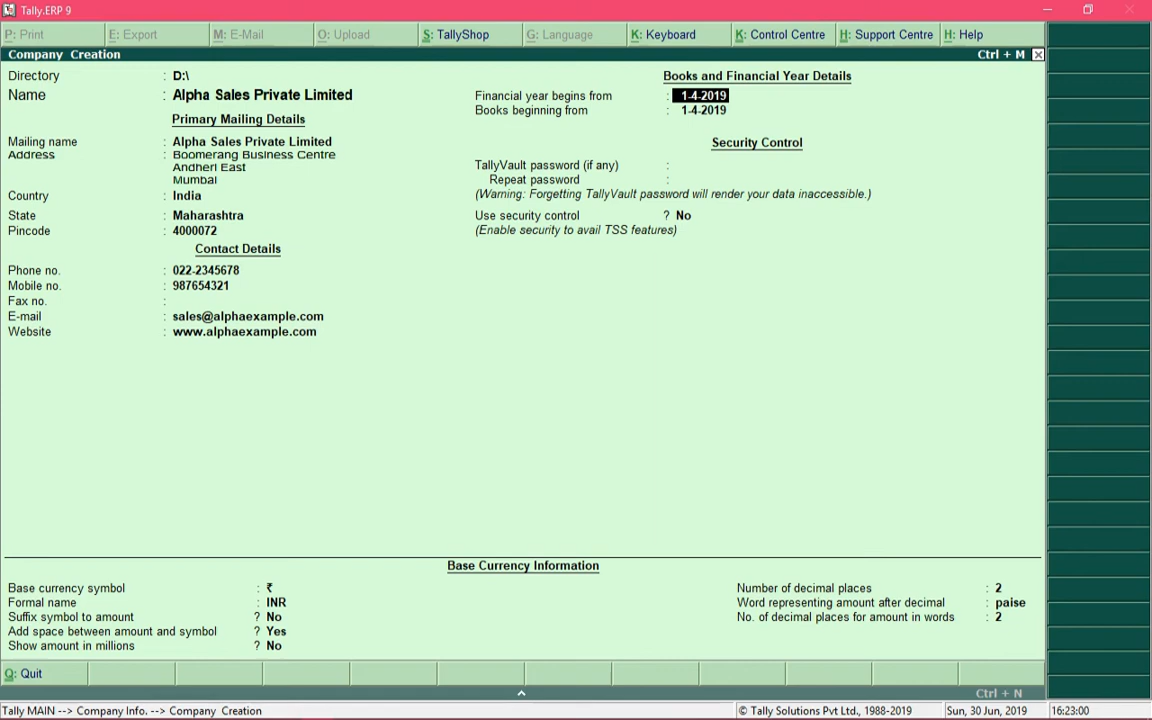 Tally.ERP 9
P: Print E: Export M: E-Mail O: Upload S: TallyShop G: Language K: Keyboard K: Control Centre H: Support Centre H: Help
Company Creation Ctrl + M
Directory : D:\
Name : Alpha Sales Private Limited
Primary Mailing Details
Mailing name : Alpha Sales Private Limited
Address : Boomerang Business Centre
Andheri East
Mumbai
Country : India
State : Maharashtra
Pincode : 4000072
Contact Details
Phone no. : 022-2345678
Mobile no. : 987654321
Fax no. :
E-mail : sales@alphaexample.com
Website : www.alphaexample.com
Books and Financial Year Details
Financial year begins from : 1-4-2019
Books beginning from : 1-4-2019
Security Control
TallyVault password (if any) :
Repeat password :
(Warning: Forgetting TallyVault password will render your data inaccessible.)
Use security control ? No
(Enable security to avail TSS features)
Base Currency Information
Base currency symbol : ₹
Formal name : INR
Suffix symbol to amount ? No
Add space between amount and symbol ? Yes
Show amount in millions ? No
Number of decimal places : 2
Word representing amount after decimal : paise
No. of decimal places for amount in words : 2
Q: Quit
Ctrl + N
Tally MAIN --> Company Info. --> Company Creation © Tally Solutions Pvt Ltd., 1988-2019 Sun, 30 Jun, 2019 16:23:00